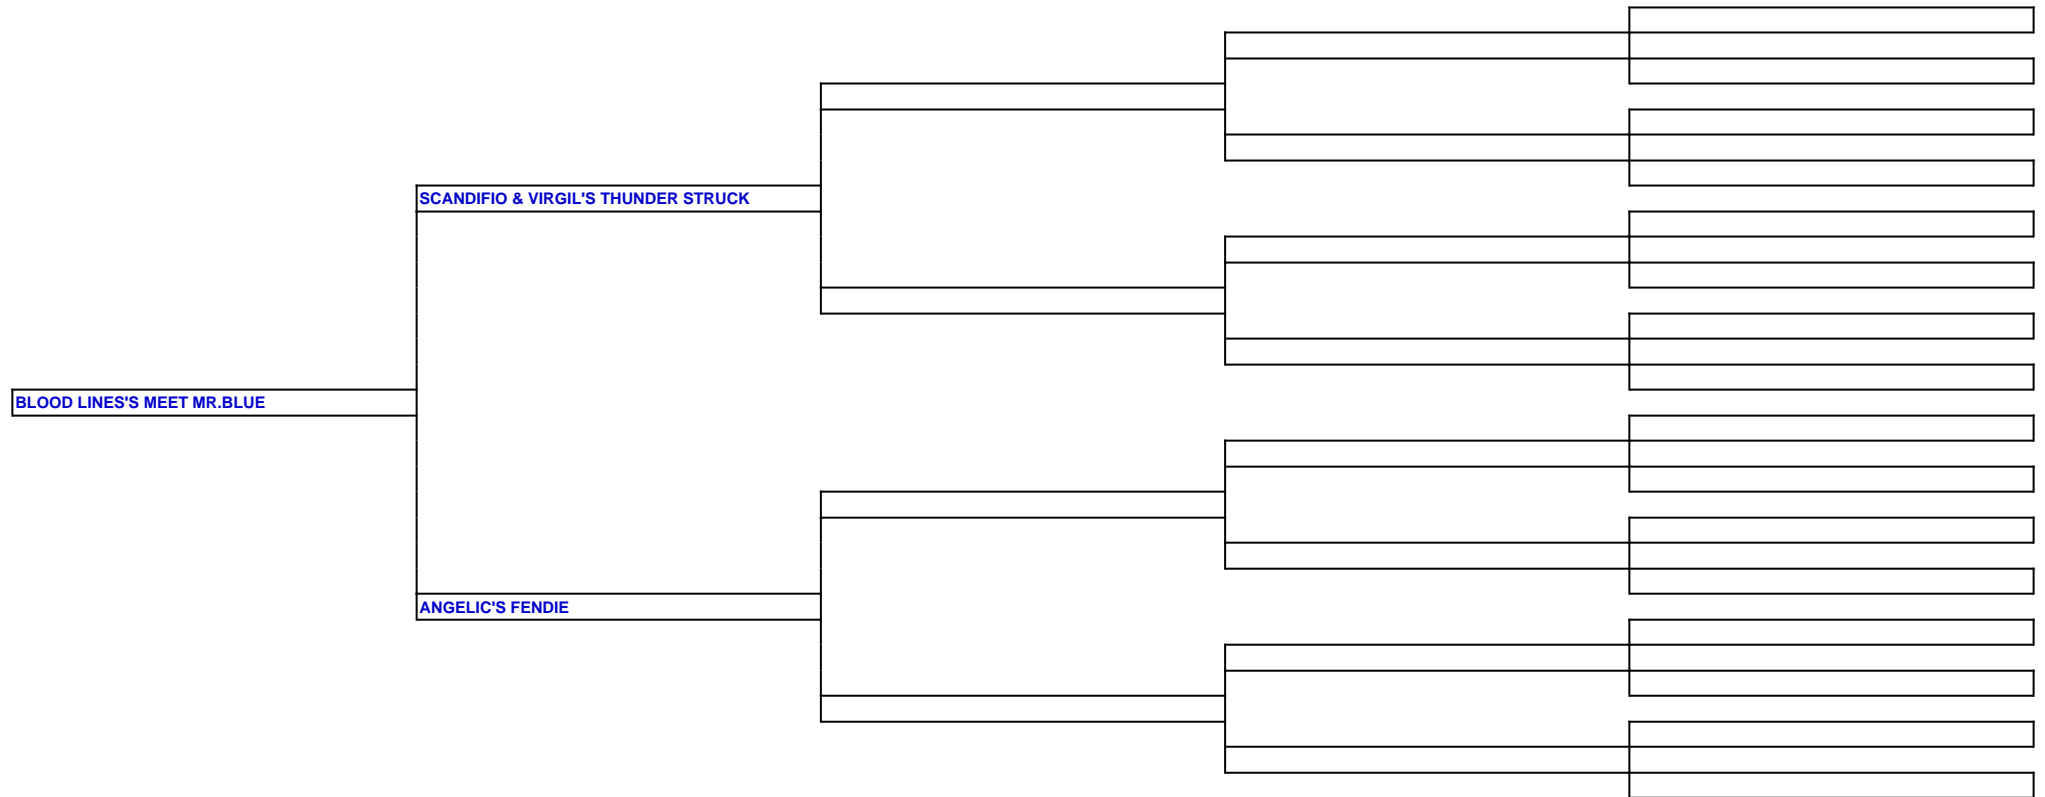 SCANDIFIO & VIRGIL'S THUNDER STRUCK
BLOOD LINES'S MEET MR.BLUE
ANGELIC'S FENDIE